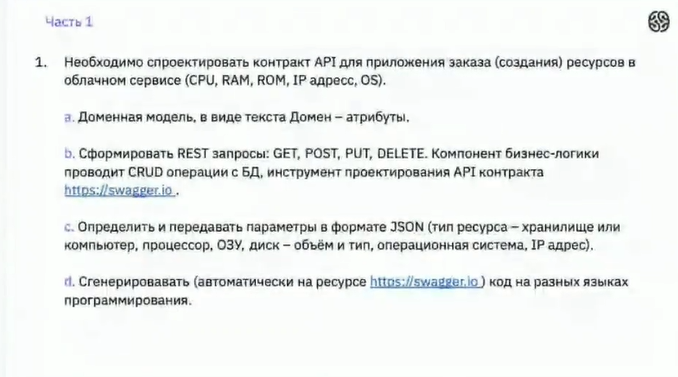 Часть 1
1. Необходимо спроектировать контракт API для приложения заказа (создания) ресурсов в
облачном сервисе (CPU, RAM, ROM, IP адресс, OS).
a. Доменная модель, в виде текста Домен – атрибуты.
b. Сформировать REST запросы: GET, POST, PUT, DELETE. Компонент бизнес-логики
проводит CRUD операции с БД, инструмент проектирования API контракта
https://swagger.io .
c. Определить и передавать параметры в формате JSON (тип ресурса – хранилище или
компьютер, процессор, ОЗУ, диск – объём и тип, операционная система, IP адрес).
d. Сгенерировавать (автоматически на ресурсе https://swagger.io ) код на разных языках
программирования.